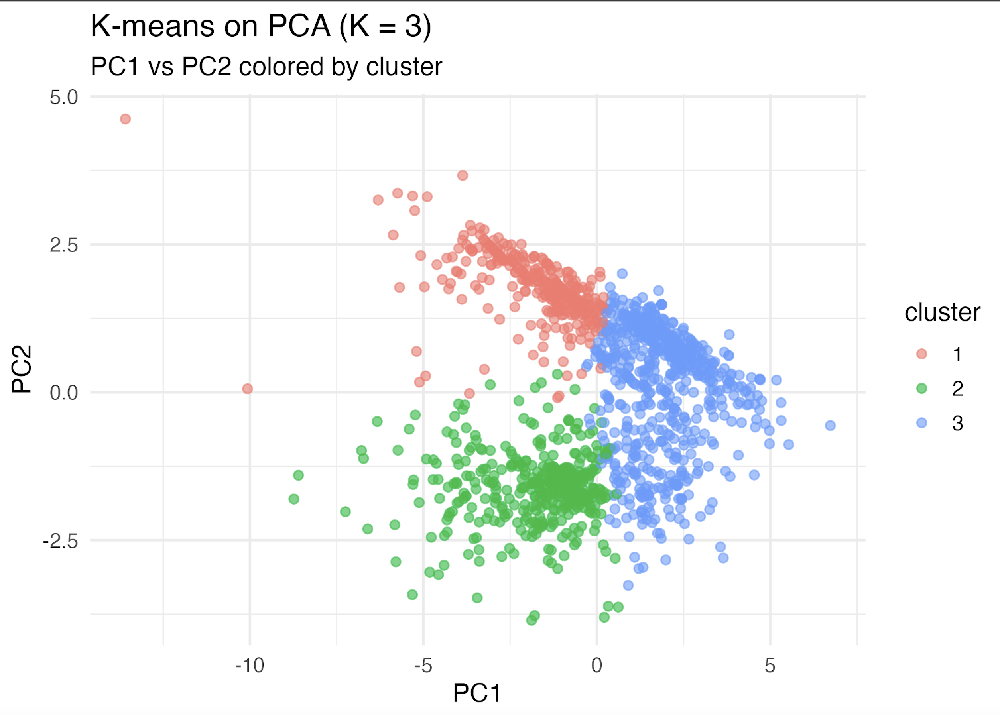 K-means on PCA (K = 3)
PC1 vs PC2 colored by cluster
5.0
2.5
0.0
-2.5
PC2
-10
-5
0
5
PC1
cluster
1
2
3